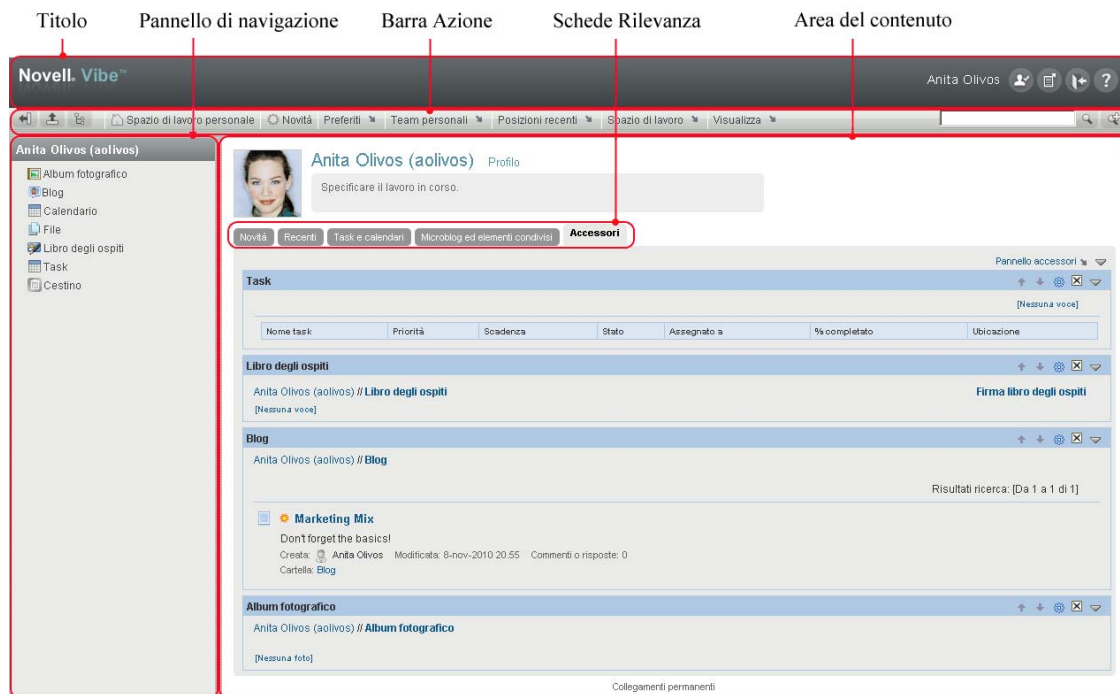 Titolo Pannello di navigazione Barra Azione Schede Rilevanza Area del contenuto
Novell. Vibe™ Anita Olivos
Spazio di lavoro personale Novità Preferiti Team personali Posizioni recenti Spazio di lavoro Visualizza
Anita Olivos (aolivos)
Album fotografico
Blog
Calendario
File
Libro degli ospiti
Task
Cestino
Anita Olivos (aolivos) Profilo
Specificare il lavoro in corso.
Novità Recenti Task e calendari Microblog ed elementi condivisi Accessori
Pannello accessori
Task
[Nessuna voce]
Nome task Priorità Scadenza Stato Assegnato a % completato Ubicazione
Libro degli ospiti
Anita Olivos (aolivos) // Libro degli ospiti Firma libro degli ospiti
[Nessuna voce]
Blog
Anita Olivos (aolivos) // Blog
Risultati ricerca: [Da 1 a 1 di 1]
Marketing Mix
Don't forget the basics!
Creata: Anita Olivos Modificata: 8-nov-2010 20.55 Commenti o risposte: 0
Cartella: Blog
Album fotografico
Anita Olivos (aolivos) // Album fotografico
[Nessuna foto]
Collegamenti permanenti